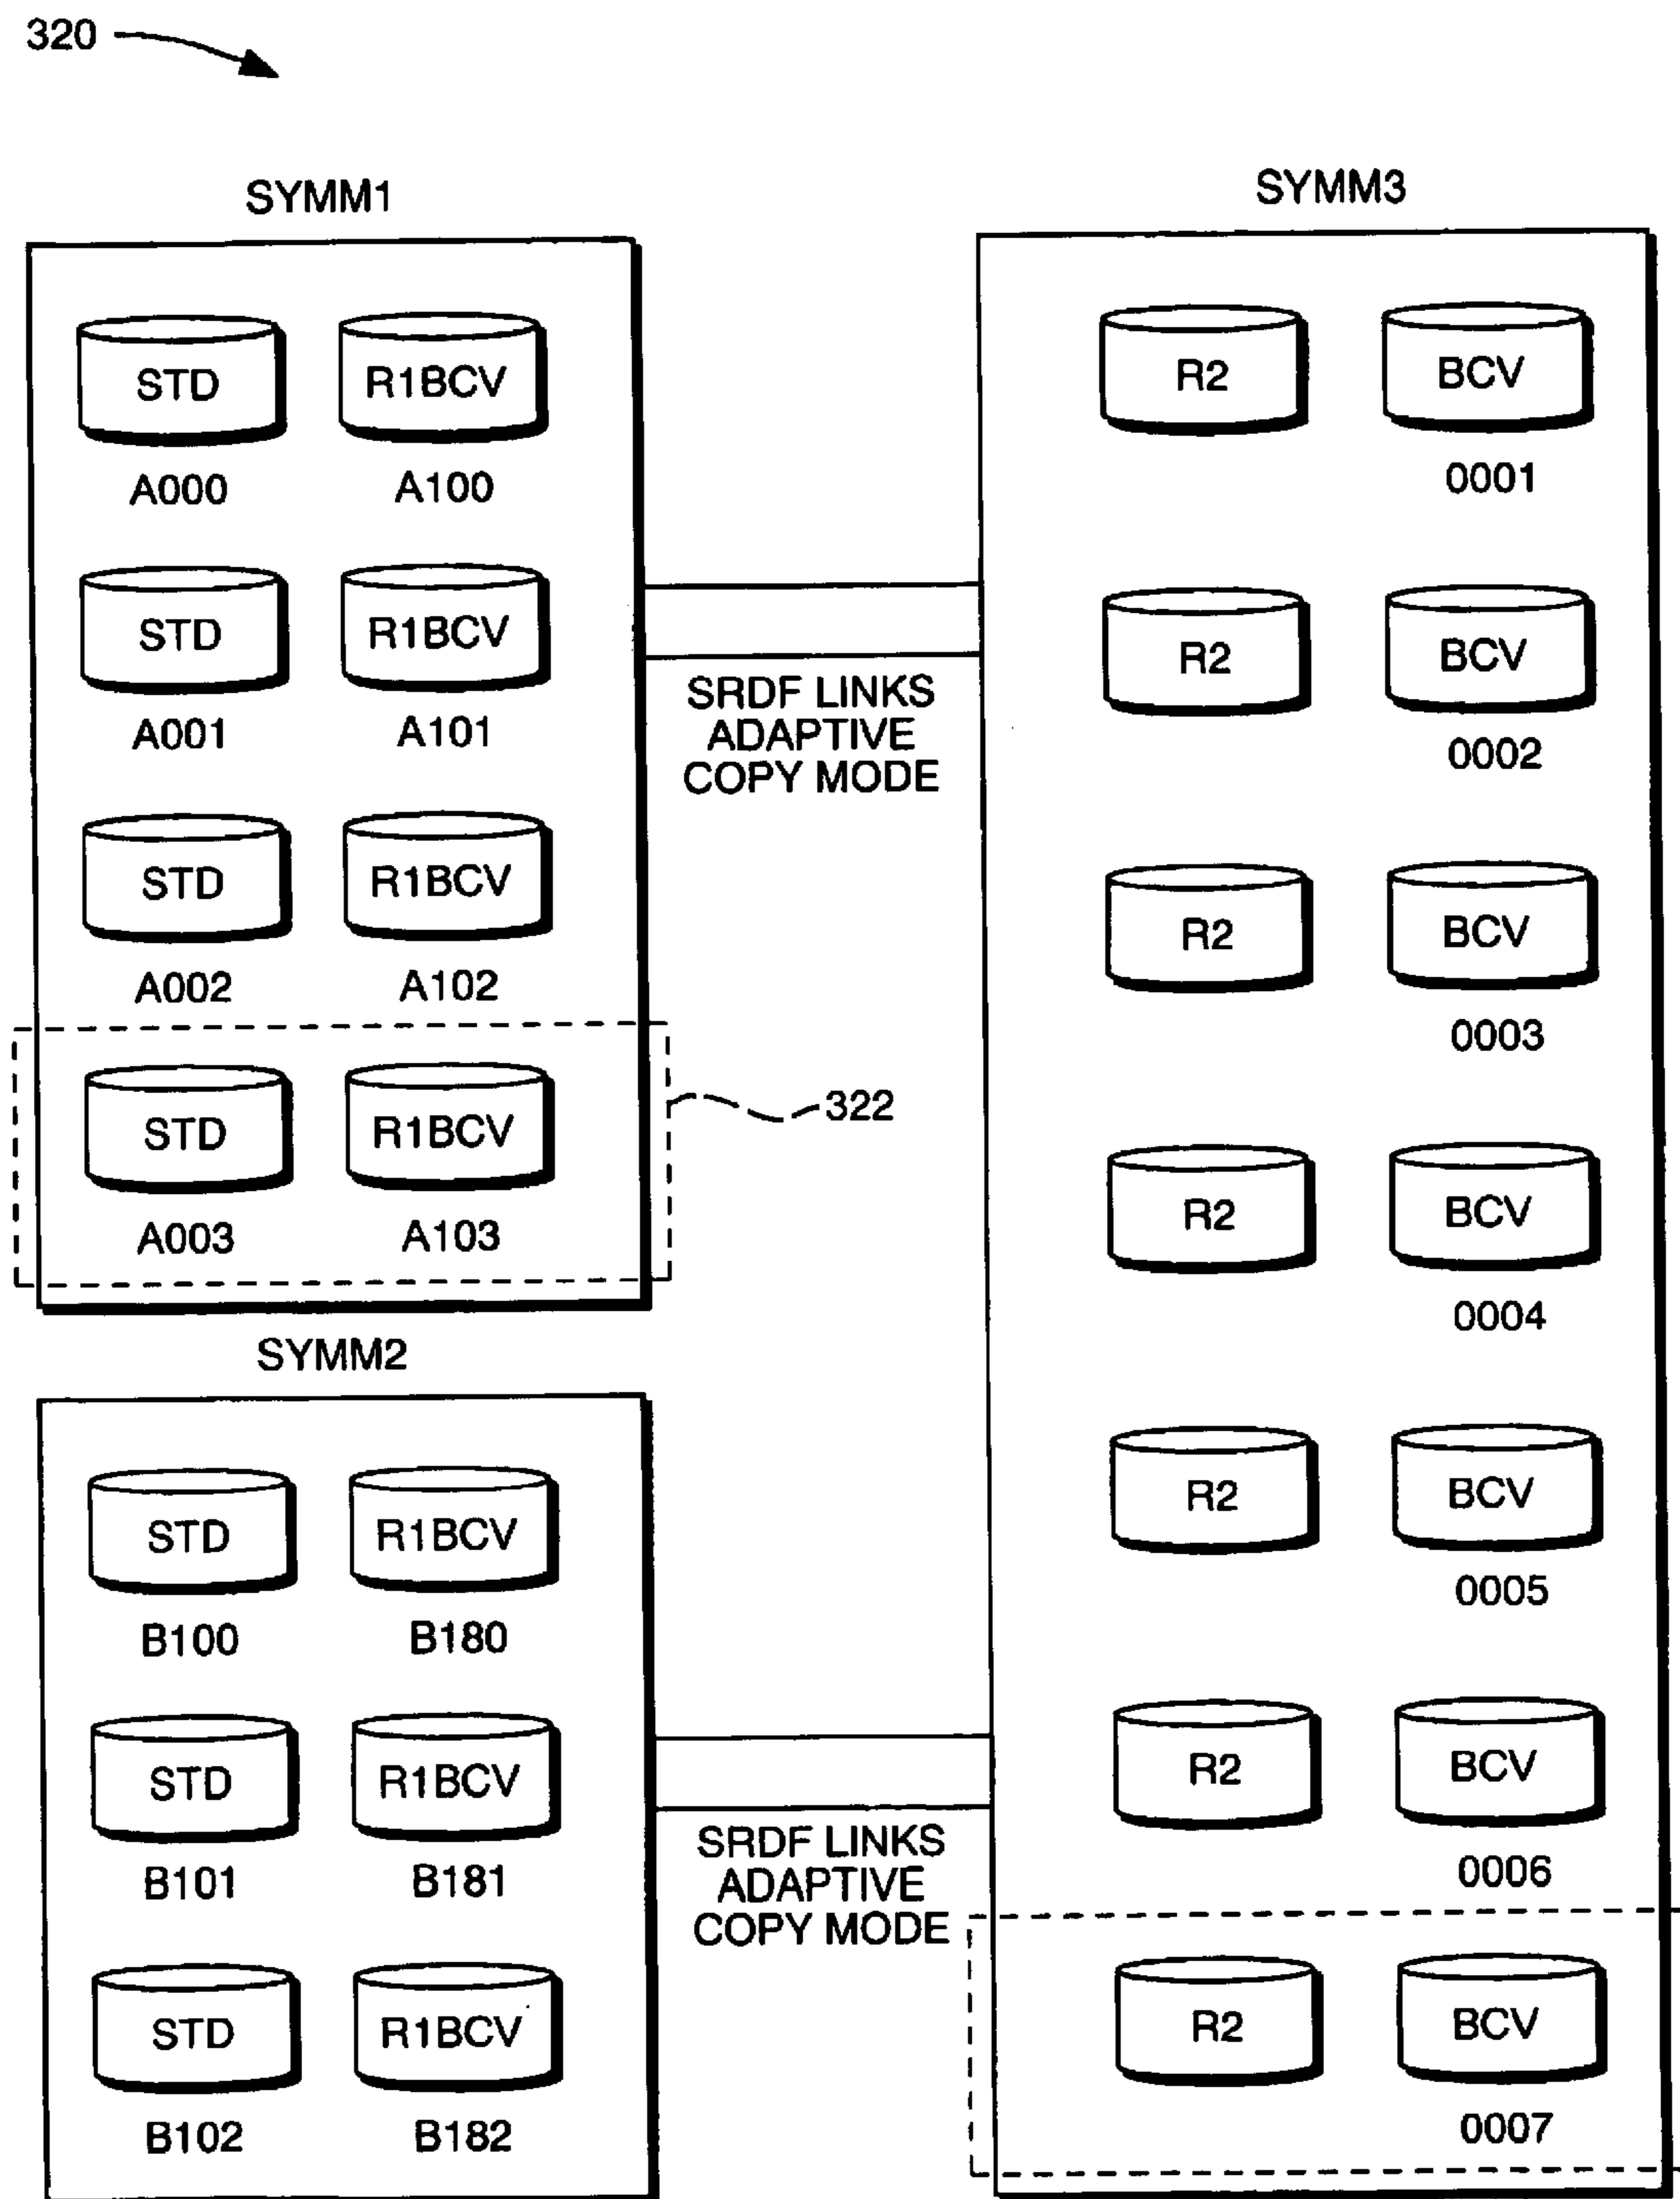 320
SYMM1
STD R1BCV
A000 A100
STD R1BCV
A001 A101
STD R1BCV
A002 A102
STD R1BCV
A003 A103
322
SYMM2
STD R1BCV
B100 B180
STD R1BCV
B101 B181
STD R1BCV
B102 B182
SRDF LINKS
ADAPTIVE
COPY MODE
SRDF LINKS
ADAPTIVE
COPY MODE
SYMM3
R2 BCV
0001
R2 BCV
0002
R2 BCV
0003
R2 BCV
0004
R2 BCV
0005
R2 BCV
0006
R2 BCV
0007